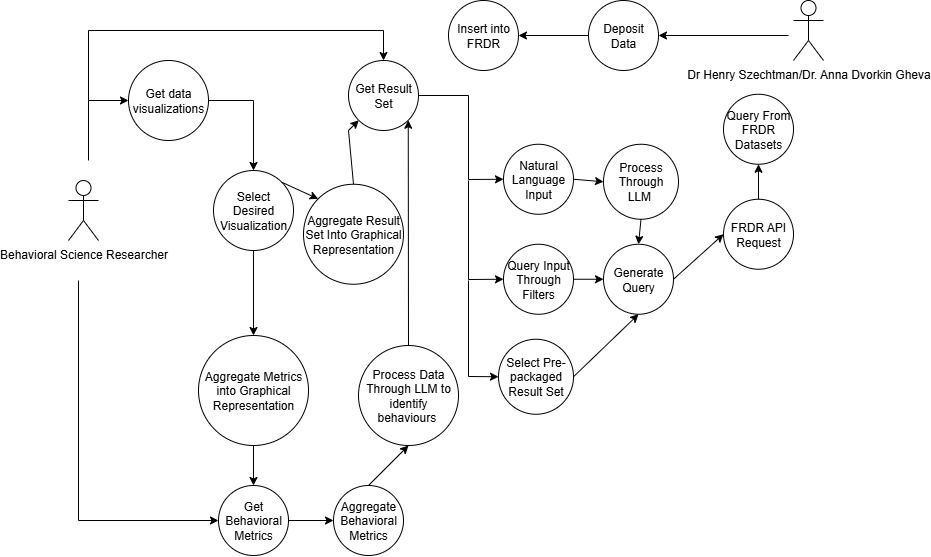 Insert into
FRDR
Deposit
Data
Dr Henry Szechtman/Dr. Anna Dvorkin Gheva
Get data
visualizations
Get Result
Set
Query From
FRDR
Datasets
Natural
Language
Input
Process
Through
LLM
Select
Desired
Visualization
Aggregate Result
Set Into Graphical
Representation
FRDR API
Request
Behavioral Science Researcher
Query Input
Through
Filters
Generate
Query
Aggregate Metrics
into Graphical
Representation
Process Data
Through LLM to
identify
behaviours
Select Pre-
packaged
Result Set
Get
Behavioral
Metrics
Aggregate
Behavioral
Metrics